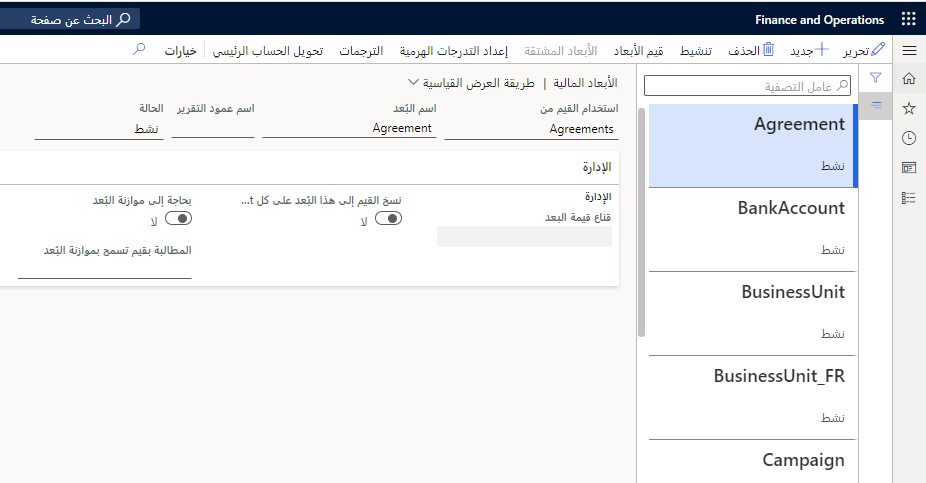 Finance and Operations
البحث عن صفحة
تحرير
جديد
الحذف
تنشيط
قيم الأبعاد
الأبعاد المشتقة
إعداد التدرجات الهرمية
الترجمات
تحويل الحساب الرئيسي
خيارات
عامل التصفية
Agreement
نشط
BankAccount
نشط
BusinessUnit
نشط
BusinessUnit_FR
نشط
Campaign
الأبعاد المالية | طريقة العرض القياسية
استخدام القيم من
Agreements
اسم البُعد
Agreement
اسم عمود التقرير
الحالة
نشط
الإدارة
الإدارة
قناع قيمة البعد
نسخ القيم إلى هذا البُعد على كل t...
لا
بحاجة إلى موازنة البُعد
لا
المطالبة بقيم تسمح بموازنة البُعد